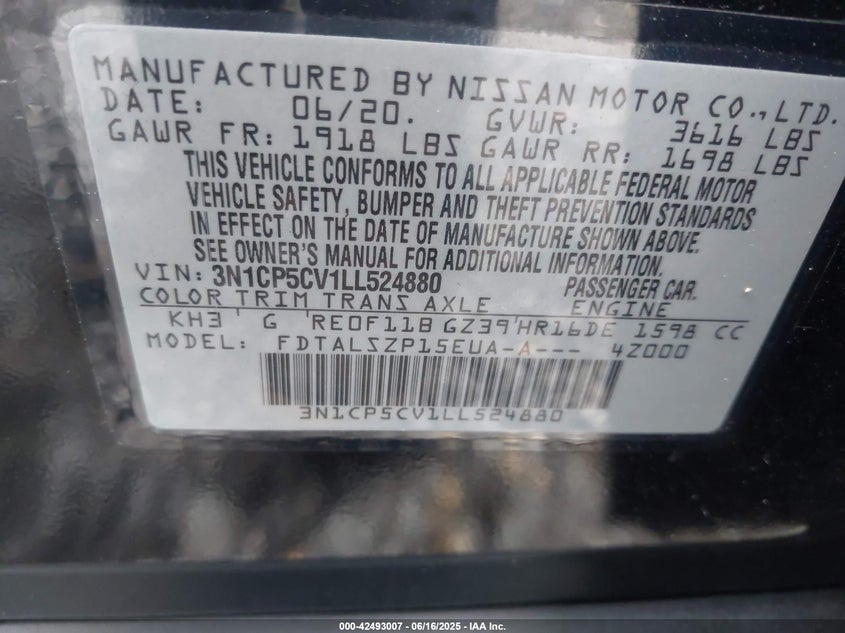 MANUFACTURED BY NISSAN MOTOR CO., LTD.
DATE: 06/20. GVWR: 3616 LBS
GAWR FR: 1918 LBS GAWR RR: 1698 LBS
THIS VEHICLE CONFORMS TO ALL APPLICABLE FEDERAL MOTOR
VEHICLE SAFETY, BUMPER AND THEFT PREVENTION STANDARDS
IN EFFECT ON THE DATE OF MANUFACTURE SHOWN ABOVE.
SEE OWNER'S MANUAL FOR ADDITIONAL INFORMATION.
VIN: 3N1CP5CV1LL524880 PASSENGER CAR.
COLOR TRIM TRANS AXLE ENGINE
KH3 G RE0F11B GZ39 HR16DE 1598 CC
MODEL: FDTALSZP15EUA-A--- 4Z000
3N1CP5CV1LL524880
000-42493007 | 06/16/2025 - IAA Inc.